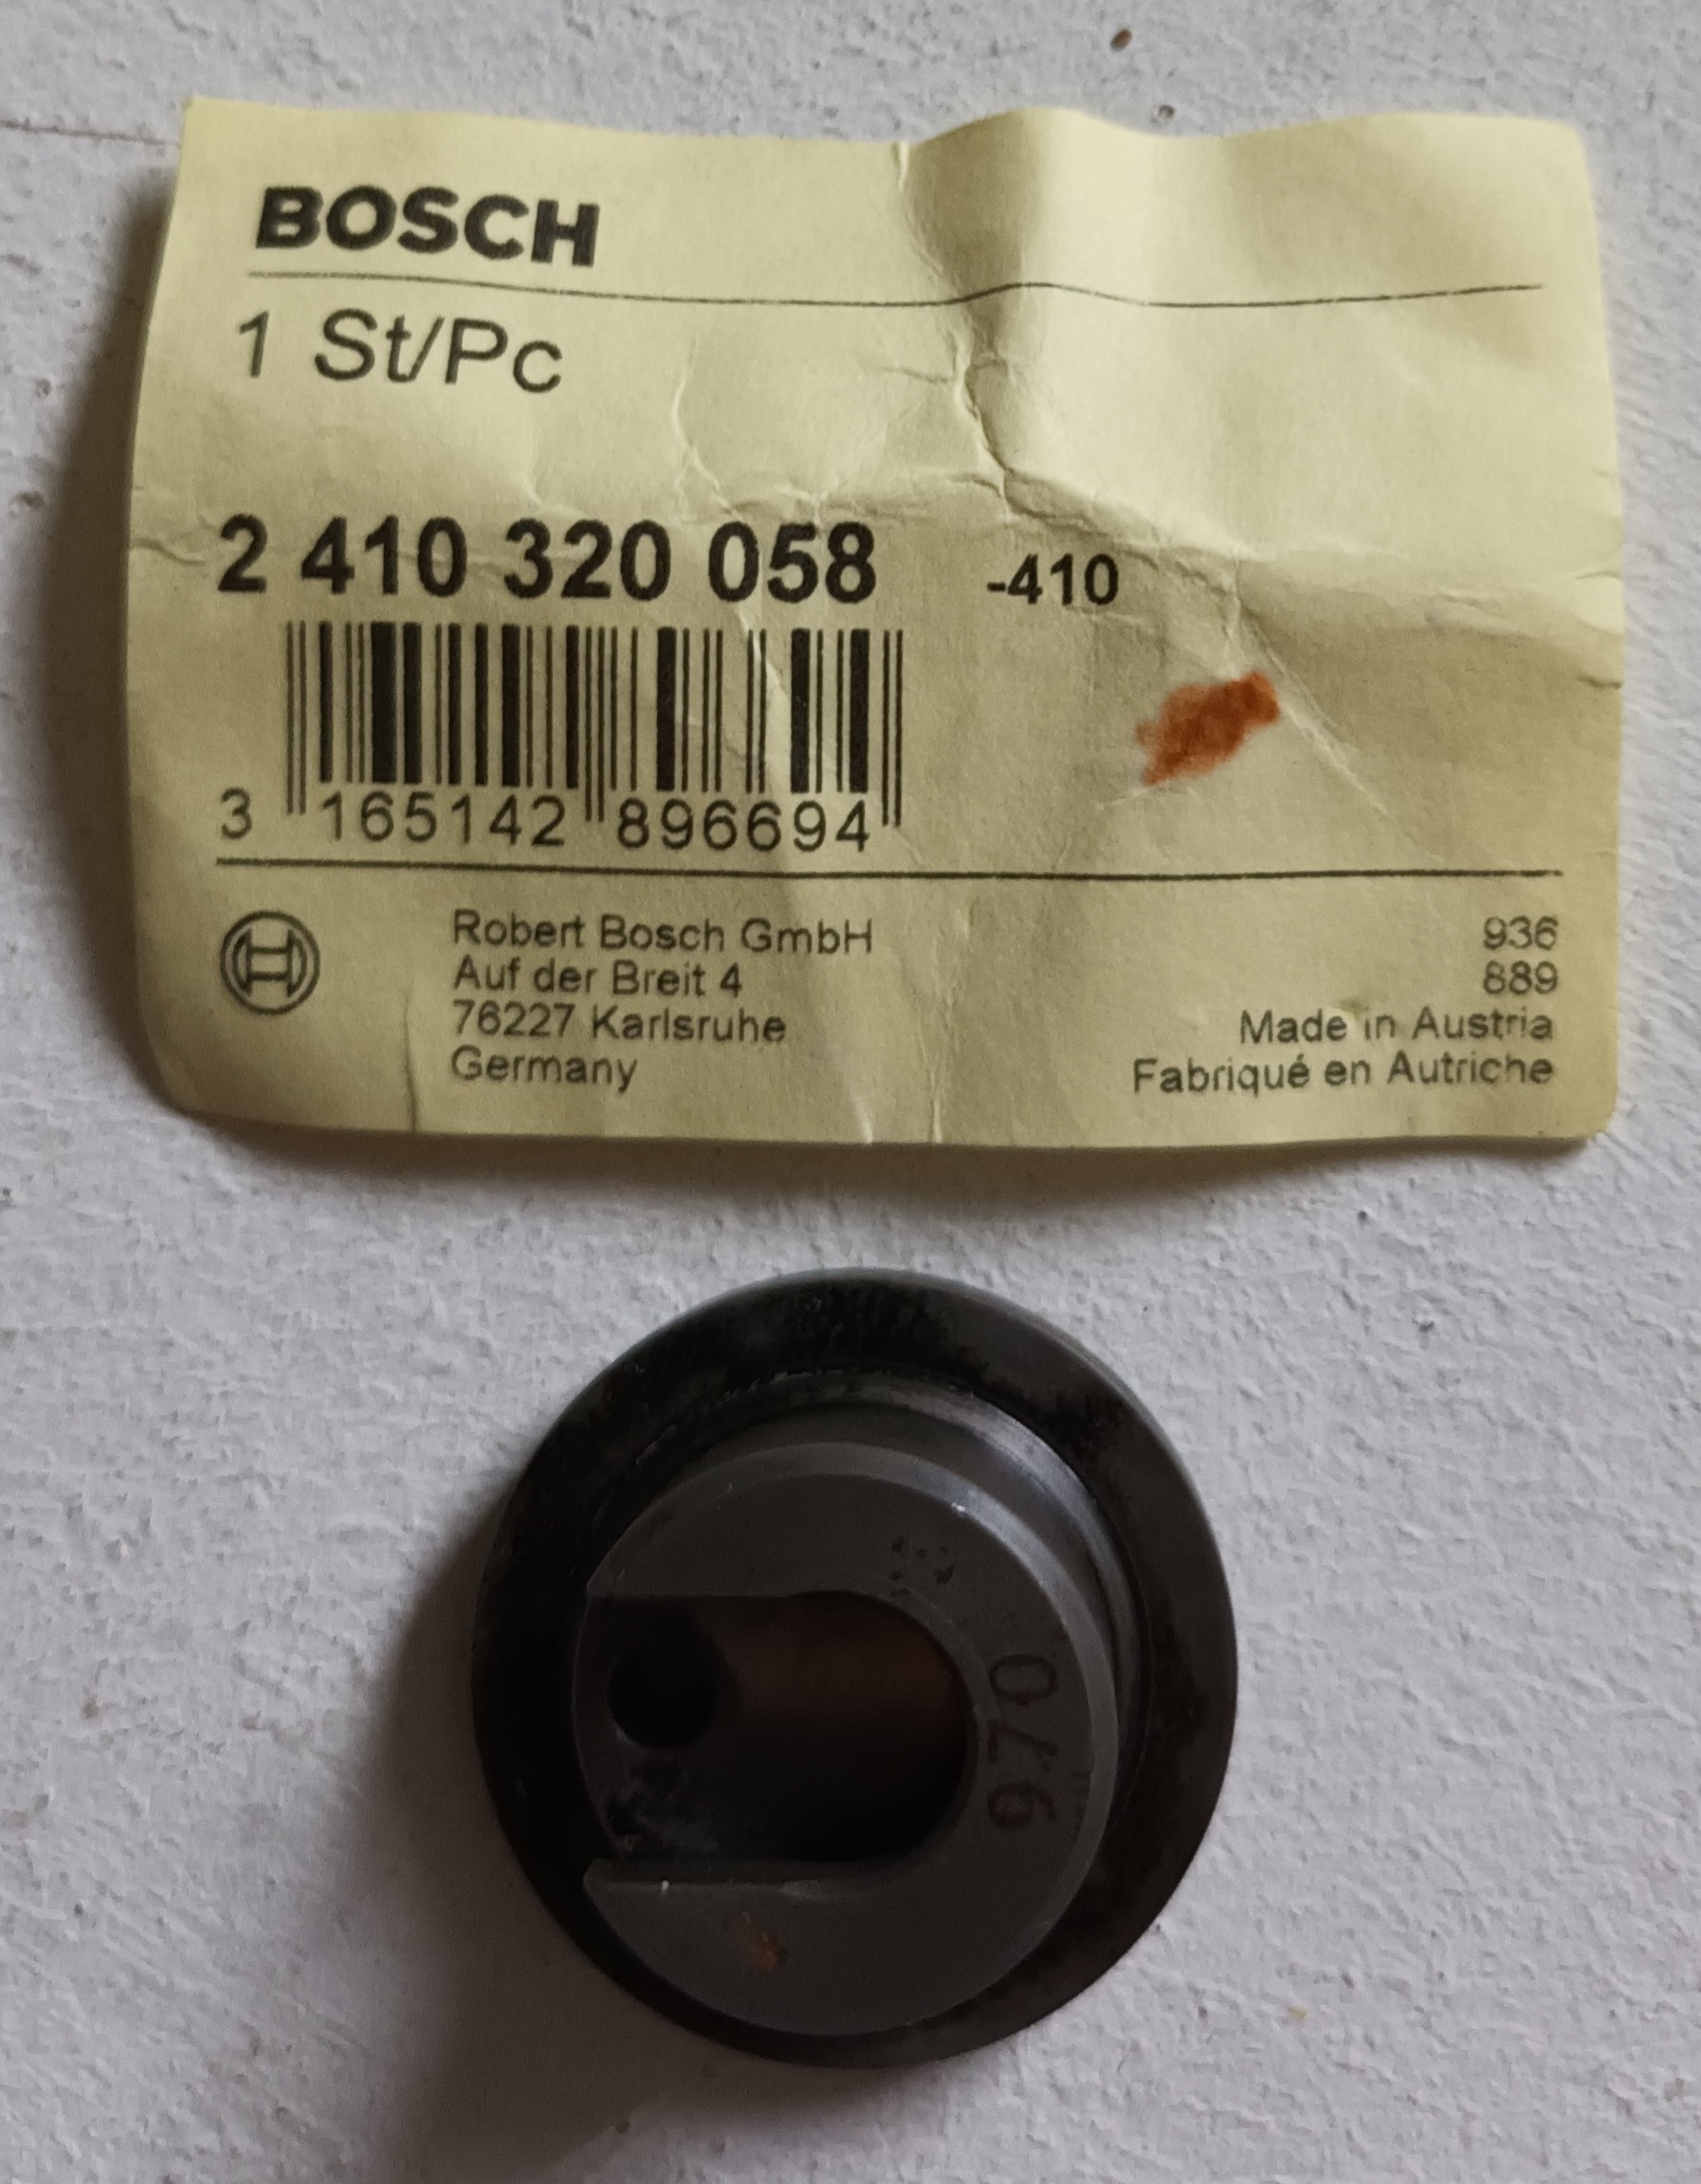 BOSCH
1 St/Pc
2 410 320 058 -410
3 165142 896694
Robert Bosch GmbH
Auf der Breit 4
76227 Karlsruhe
Germany
936
889
Made in Austria
Fabriqué en Autriche
970